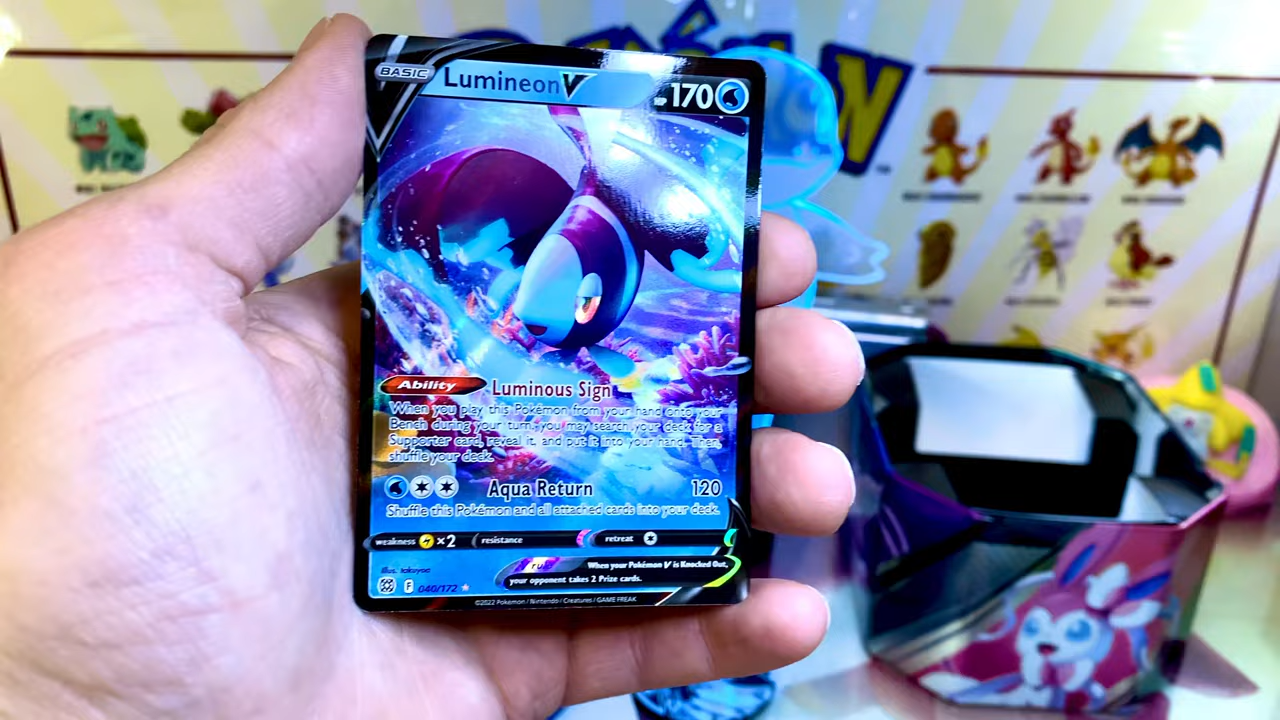 BASIC Lumineon V HP 170
Ability Luminous Sign
When you play this Pokémon from your hand onto your
Bench during your turn, you may search your deck for a
Supporter card, reveal it, and put it into your hand. Then,
shuffle your deck.
Aqua Return 120
Shuffle this Pokémon and all attached cards into your deck.
weakness ×2 resistance retreat
When your Pokémon V is Knocked Out,
your opponent takes 2 Prize cards.
illus. takuyoa
F 040/172 ★
©2022 Pokémon / Nintendo / Creatures / GAME FREAK